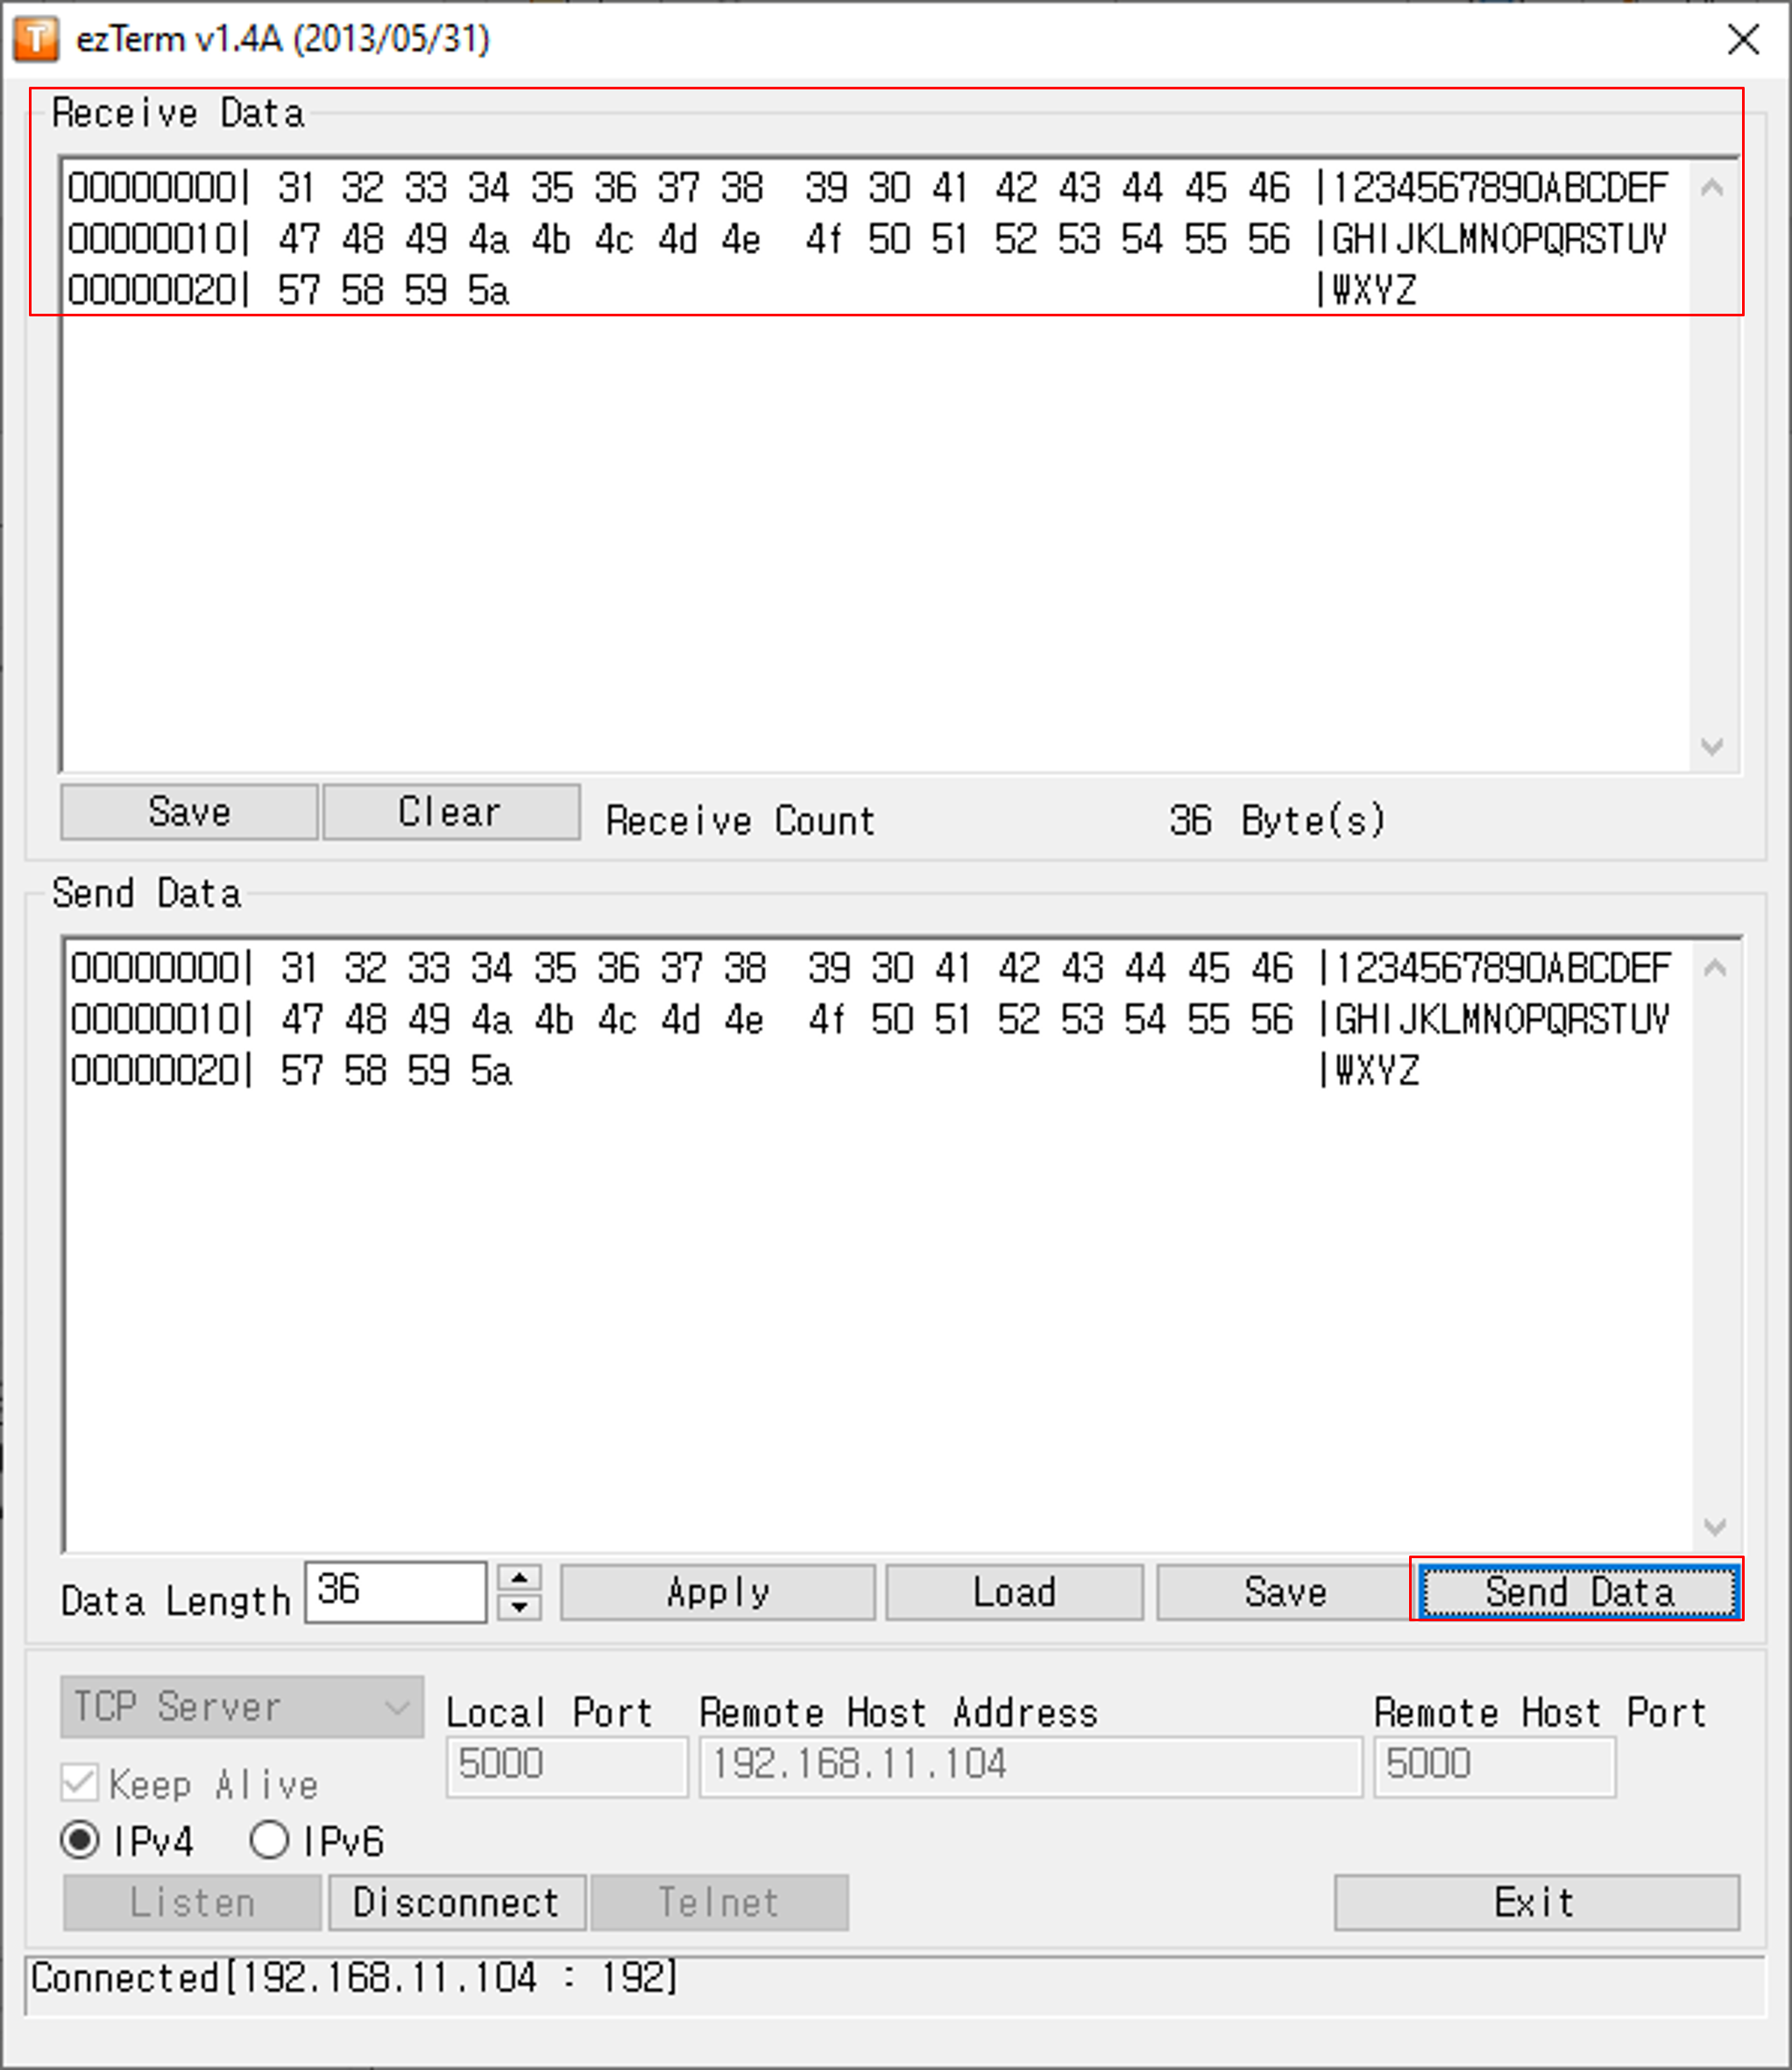 ezTerm v1.4A (2013/05/31)
Receive Data
00000000| 31 32 33 34 35 36 37 38  39 30 41 42 43 44 45 46 |1234567890ABCDEF
00000010| 47 48 49 4a 4b 4c 4d 4e  4f 50 51 52 53 54 55 56 |GHIJKLMNOPQRSTUV
00000020| 57 58 59 5a |WXYZ
Save Clear Receive Count 36 Byte(s)
Send Data
00000000| 31 32 33 34 35 36 37 38  39 30 41 42 43 44 45 46 |1234567890ABCDEF
00000010| 47 48 49 4a 4b 4c 4d 4e  4f 50 51 52 53 54 55 56 |GHIJKLMNOPQRSTUV
00000020| 57 58 59 5a |WXYZ
Data Length 36 Apply Load Save Send Data
TCP Server Local Port Remote Host Address Remote Host Port
Keep Alive 5000 192.168.11.104 5000
IPv4 IPv6
Listen Disconnect Telnet Exit
Connected[192.168.11.104 : 192]